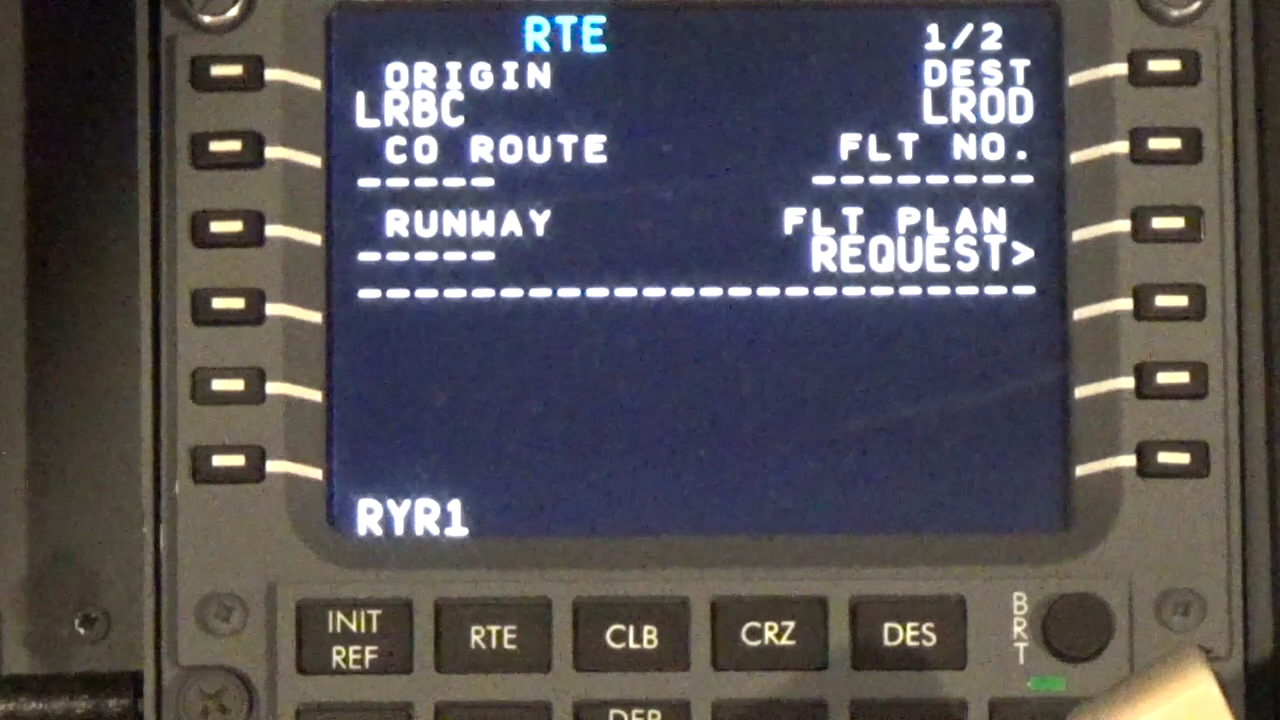 RTE 1/2
ORIGIN DEST
LRBC LROD
CO ROUTE FLT NO.
----- --------
RUNWAY FLT PLAN
----- REQUEST>
------------------------
RYR1
INIT REF RTE CLB CRZ DES BRT
DEP